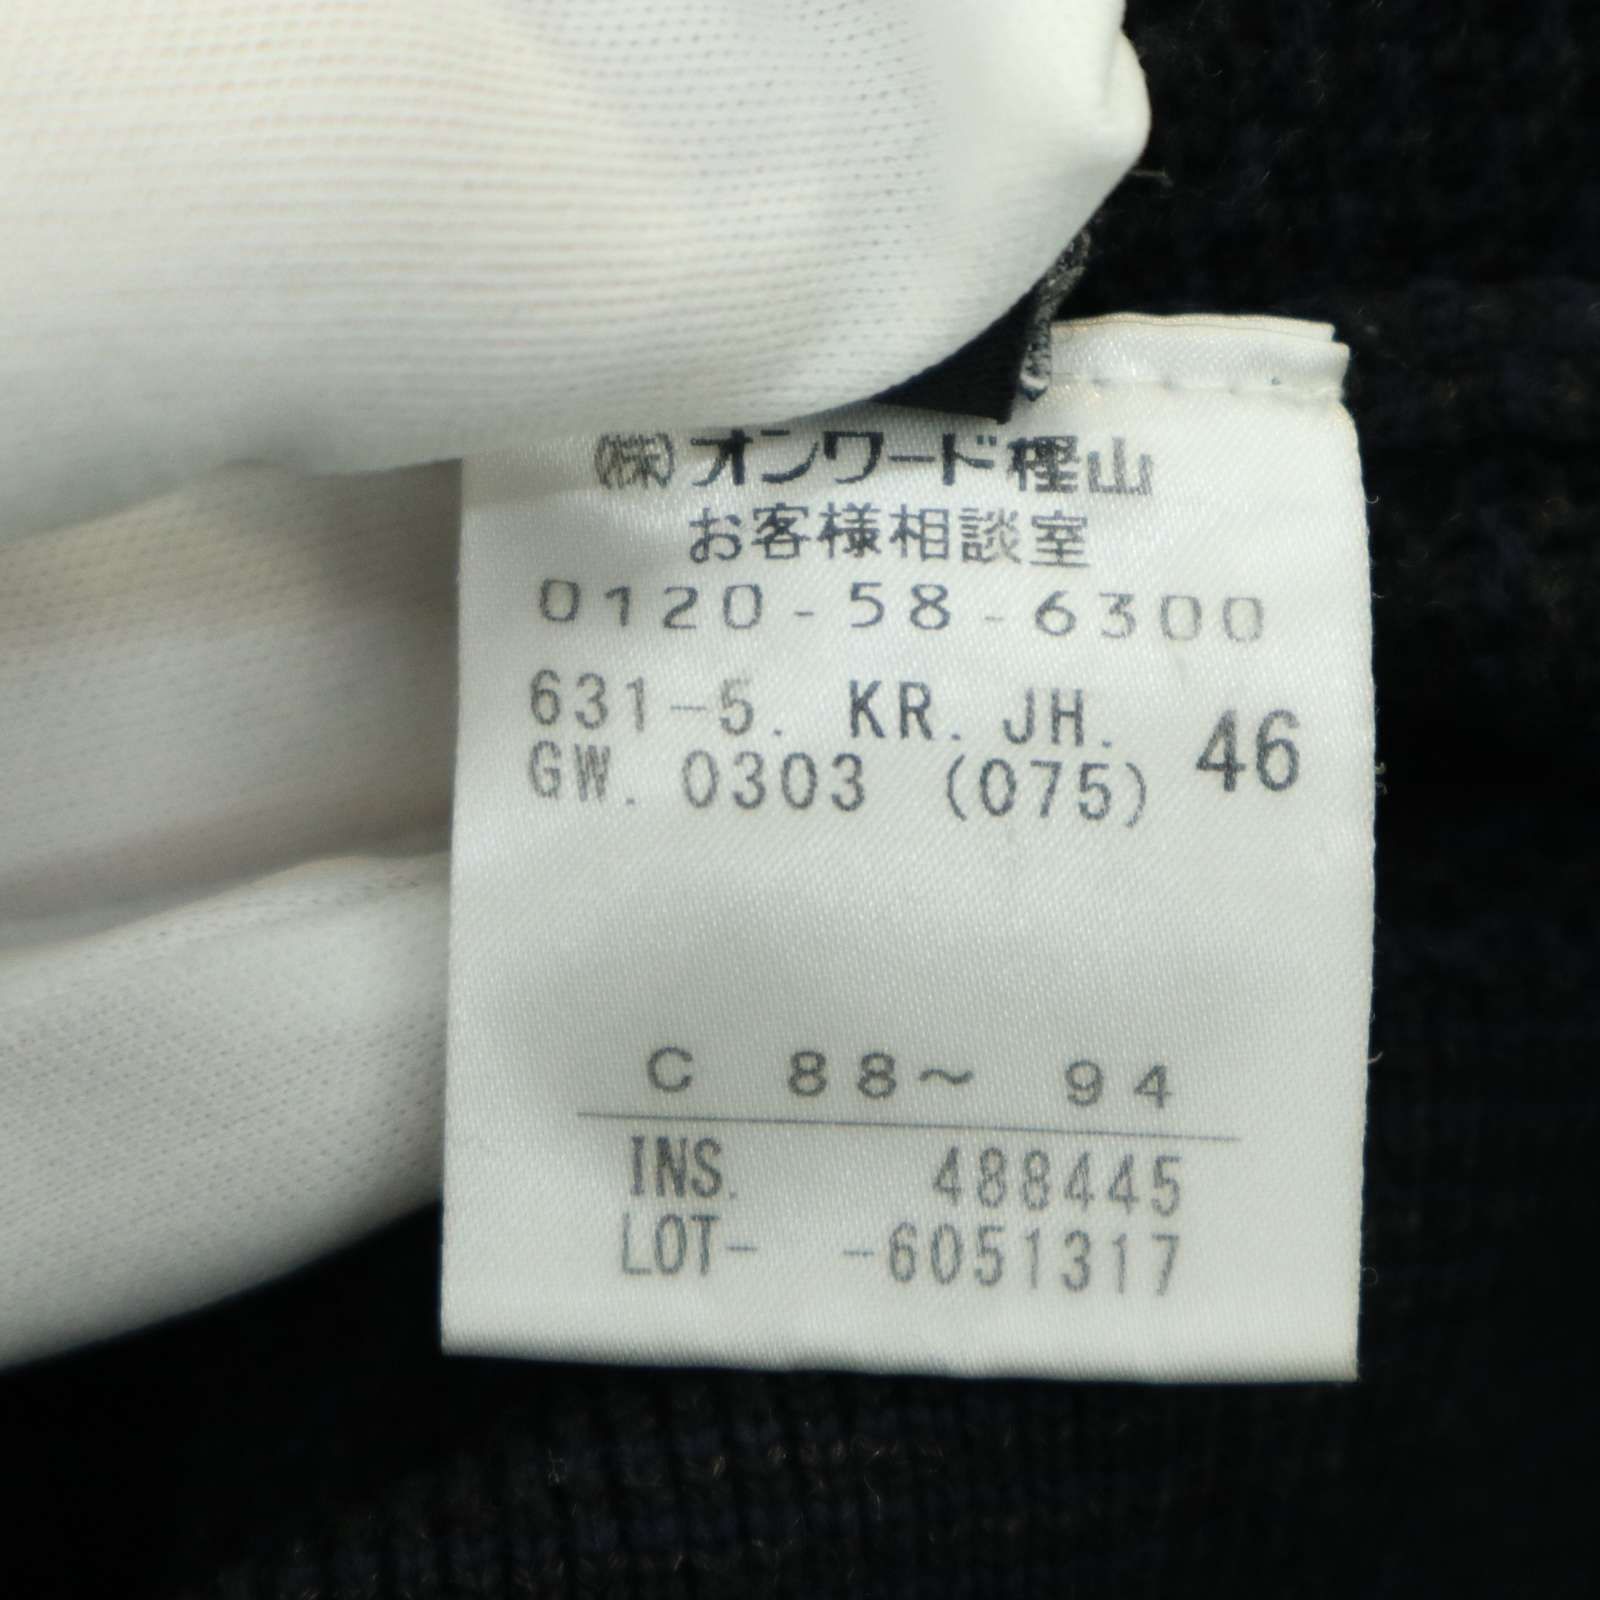 ㈱オンワード樫山
お客様相談室
0120-58-6300
631-5. KR. JH. 46
GW. 0303 (075)
C 88～ 94
INS. 488445
LOT- -6051317